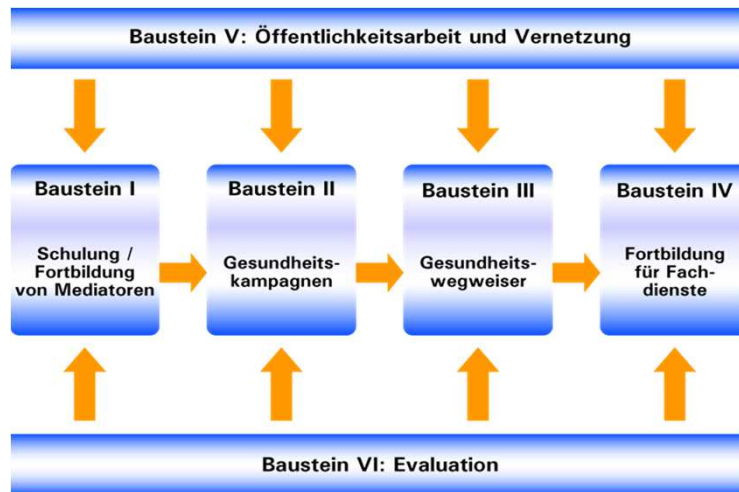 Baustein V: Öffentlichkeitsarbeit und Vernetzung
Baustein I
Schulung /
Fortbildung
von Mediatoren
Baustein II
Gesundheits-
kampagnen
Baustein III
Gesundheits-
wegweiser
Baustein IV
Fortbildung
für Fach-
dienste
Baustein VI: Evaluation